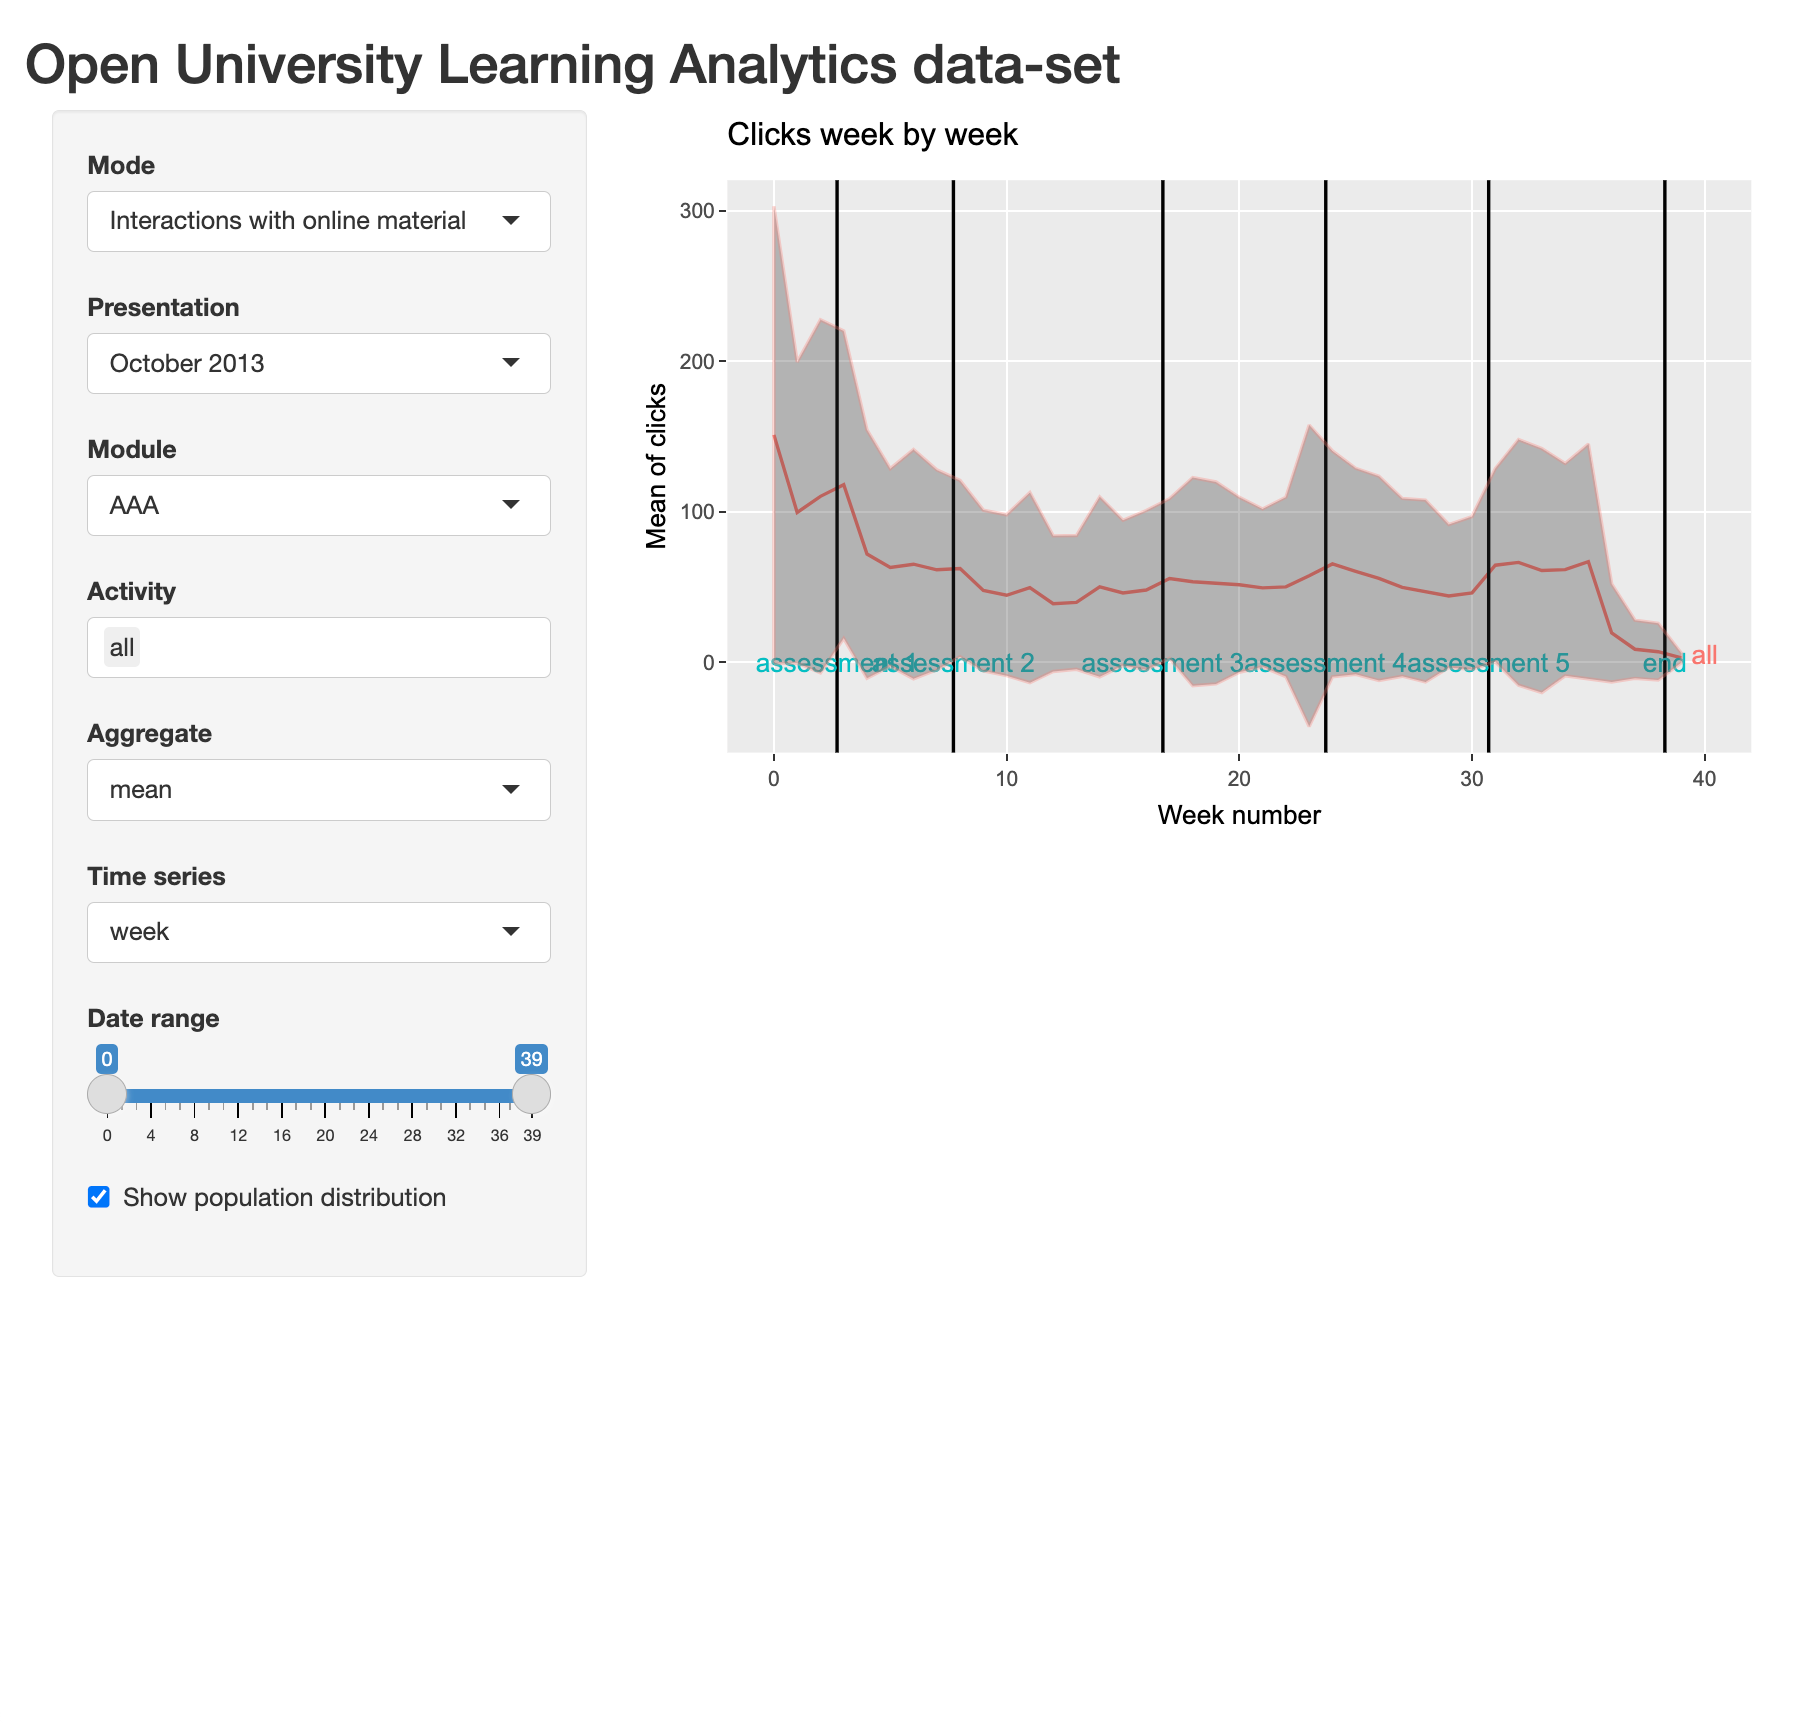 Open University Learning Analytics data-set
Mode
Interactions with online material
Presentation
October 2013
Module
AAA
Activity
all
Aggregate
mean
Time series
week
Date range
0 39
0 4 8 12 16 20 24 28 32 36 39
Show population distribution
Clicks week by week
Mean of clicks
300
200
100
0
assessment 1 assessment 2 assessment 3 assessment 4 assessment 5 end all
0 10 20 30 40
Week number